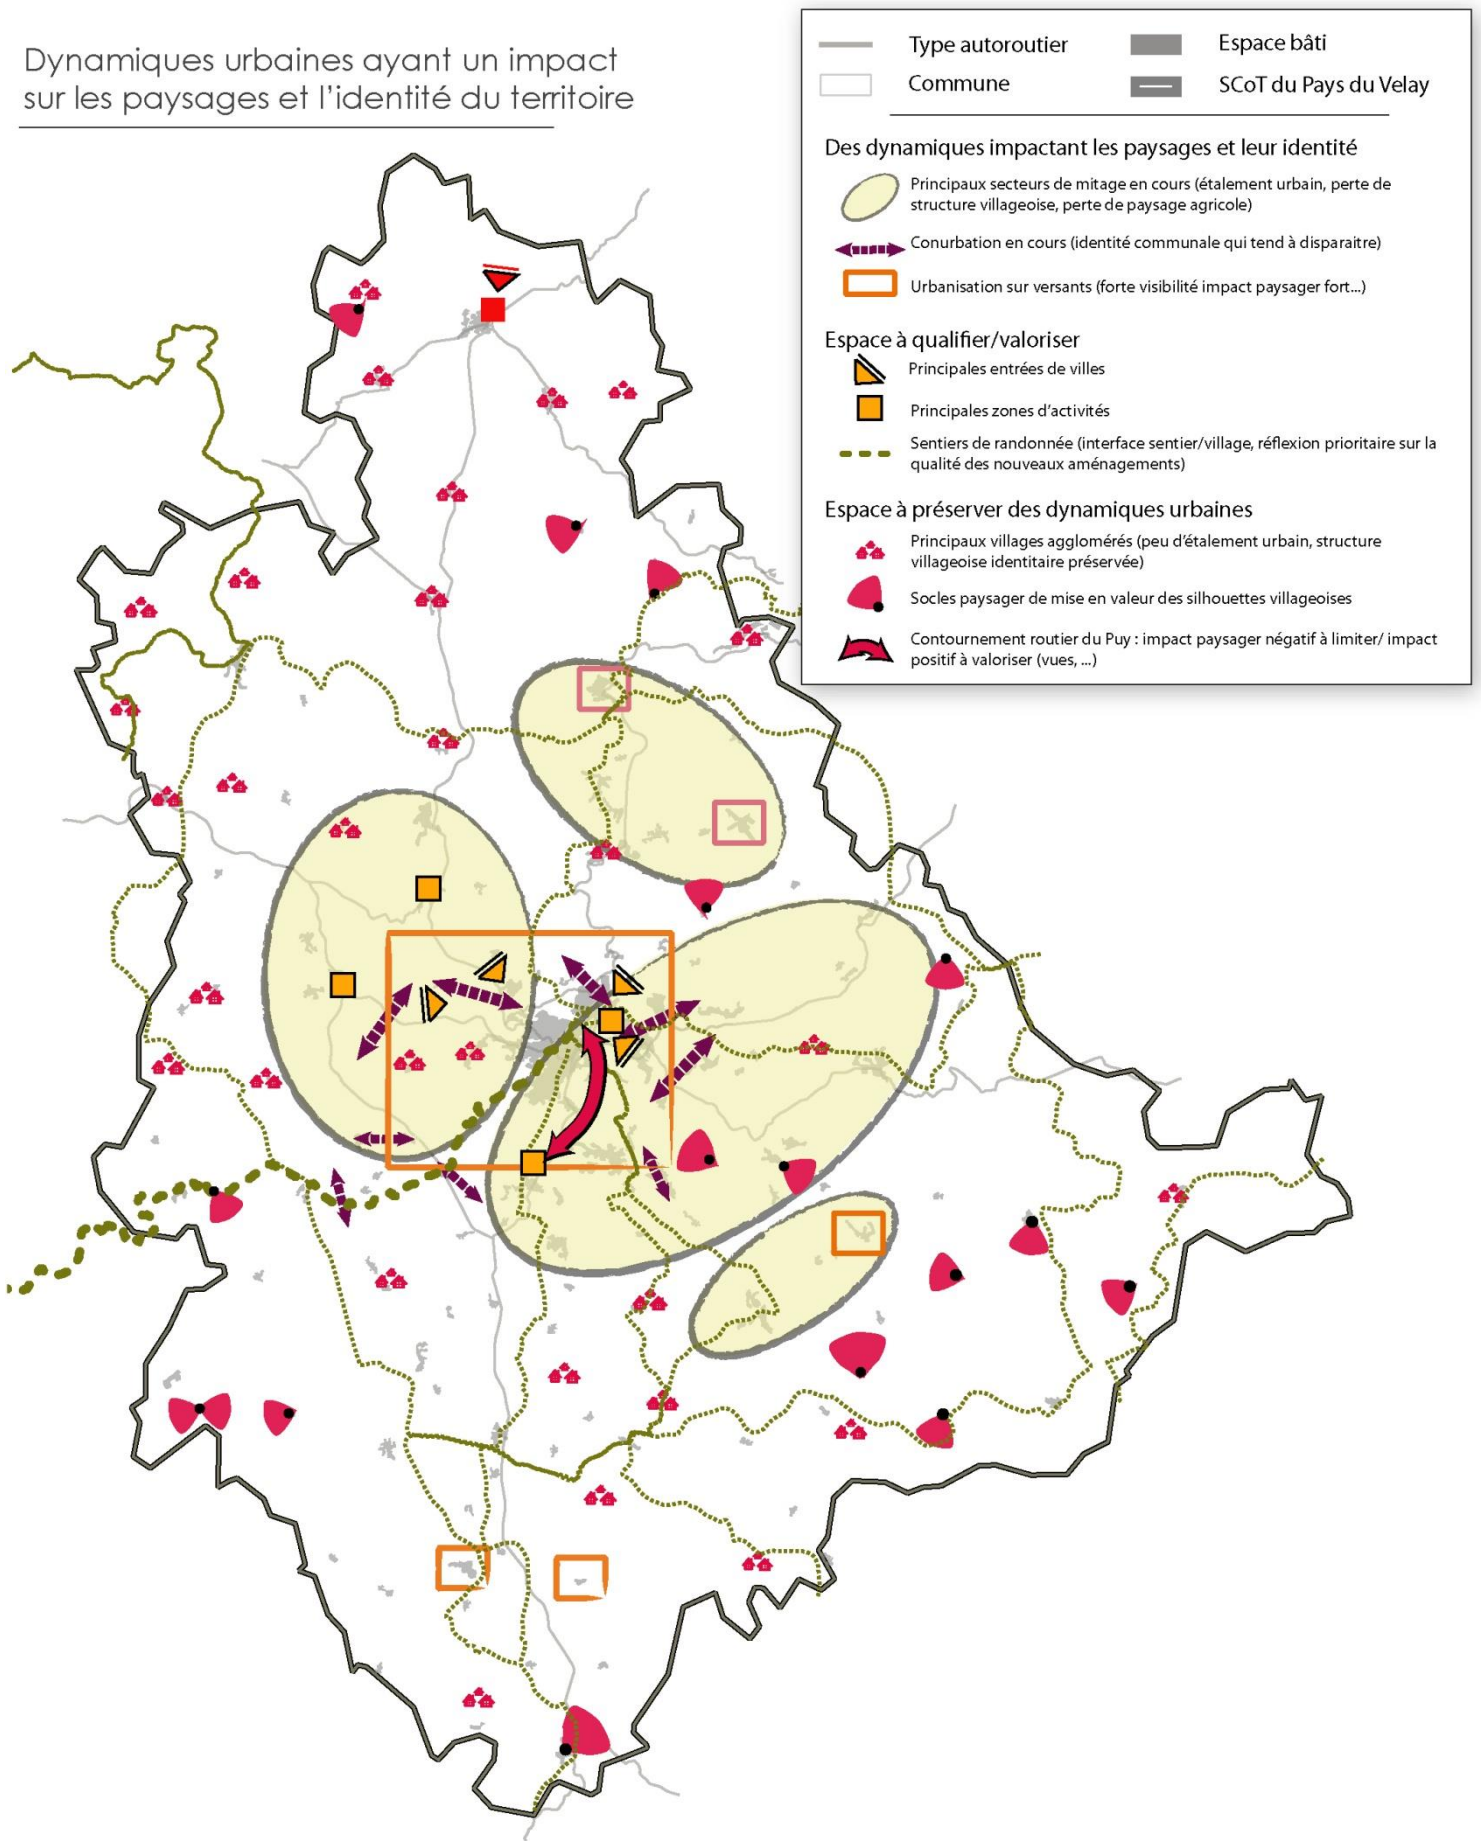 Dynamiques urbaines ayant un impact
sur les paysages et l'identité du territoire
Type autoroutier
Espace bâti
Commune
SCoT du Pays du Velay
Des dynamiques impactant les paysages et leur identité
Principaux secteurs de mitage en cours (étalement urbain, perte de
structure villageoise, perte de paysage agricole)
Conurbation en cours (identité communale qui tend à disparaitre)
Urbanisation sur versants (forte visibilité impact paysager fort...)
Espace à qualifier/valoriser
Principales entrées de villes
Principales zones d'activités
Sentiers de randonnée (interface sentier/village, réflexion prioritaire sur la
qualité des nouveaux aménagements)
Espace à préserver des dynamiques urbaines
Principaux villages agglomérés (peu d'étalement urbain, structure
villageoise identitaire préservée)
Socles paysager de mise en valeur des silhouettes villageoises
Contournement routier du Puy : impact paysager négatif à limiter/ impact
positif à valoriser (vues, ...)